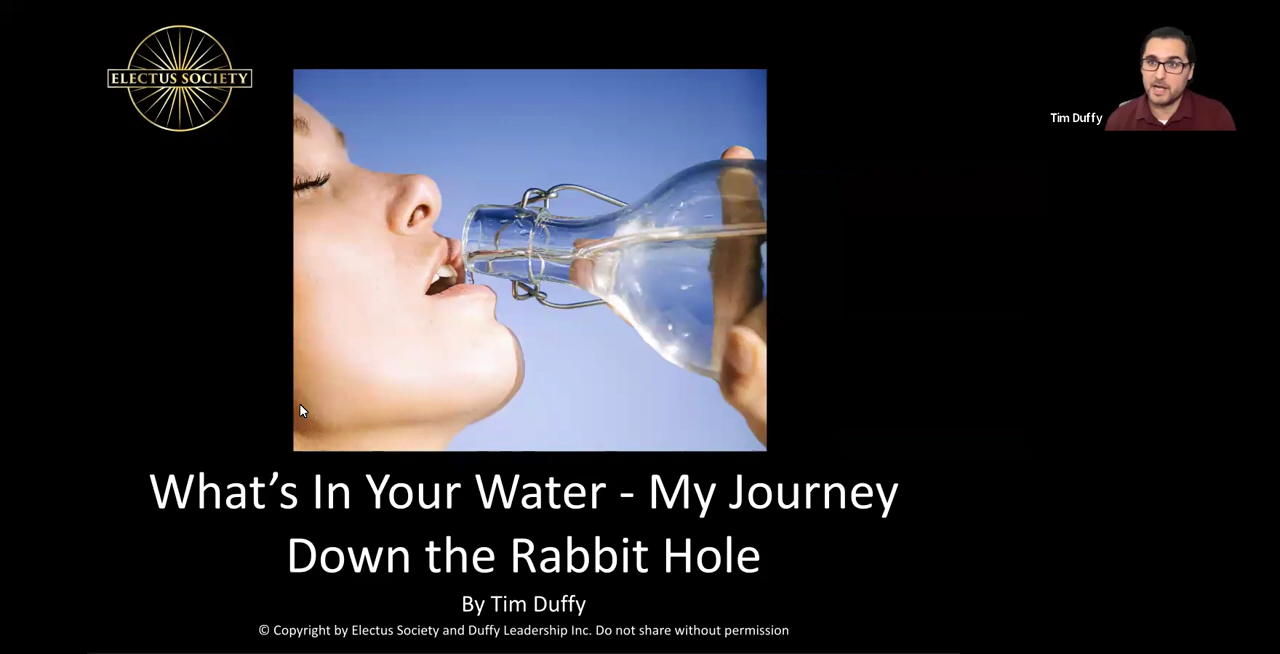 ELECTUS SOCIETY
Tim Duffy
What's In Your Water - My Journey
Down the Rabbit Hole
By Tim Duffy
© Copyright by Electus Society and Duffy Leadership Inc. Do not share without permission